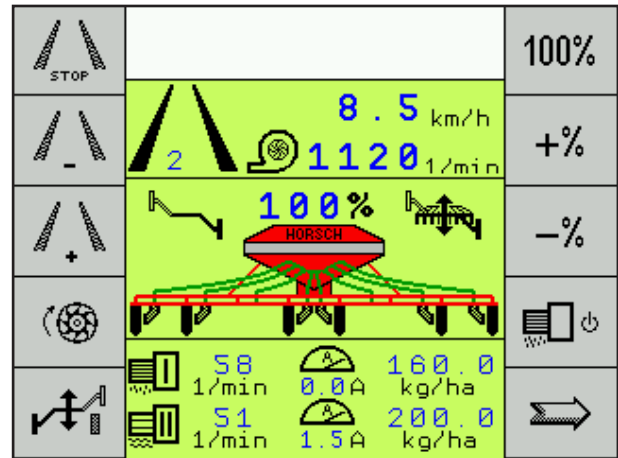 STOP
100%
8.5 km/h
2
1120 1/min
+%
100%
-%
HORSCH
I 58 160.0
1/min 0.0A kg/ha
II 51 200.0
1/min 1.5A kg/ha